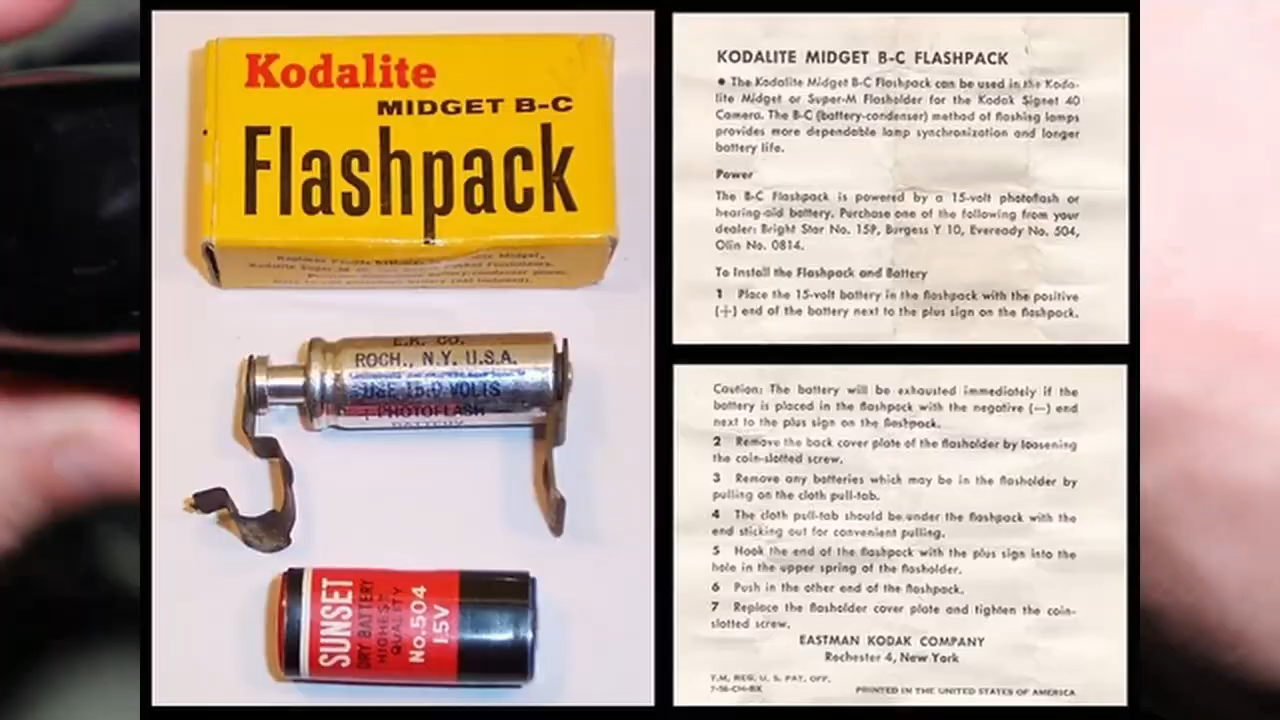 Kodalite
MIDGET B-C
Flashpack
E.K. CO.
ROCH., N.Y. U.S.A.
USE 15.0 VOLTS
+ PHOTOFLASH
BATTERY
SUNSET
DRY BATTERY
HIGHEST
QUALITY
No.504
15V
KODALITE MIDGET B-C FLASHPACK
• The Kodalite Midget B-C Flashpack can be used in the Koda-
lite Midget or Super-M Flasholder for the Kodak Signet 40
Camera. The B-C (battery-condenser) method of flashing lamps
provides more dependable lamp synchronization and longer
battery life.
Power
The B-C Flashpack is powered by a 15-volt photoflash or
hearing-aid battery. Purchase one of the following from your
dealer: Bright Star No. 15P, Burgess Y 10, Eveready No. 504,
Olin No. 0814.
To Install the Flashpack and Battery
1 Place the 15-volt battery in the flashpack with the positive
(+) end of the battery next to the plus sign on the flashpack.
Caution: The battery will be exhausted immediately if the
battery is placed in the flashpack with the negative (—) end
next to the plus sign on the flashpack.
2 Remove the back cover plate of the flasholder by loosening
the coin-slotted screw.
3 Remove any batteries which may be in the flasholder by
pulling on the cloth pull-tab.
4 The cloth pull-tab should be under the flashpack with the
end sticking out for convenient pulling.
5 Hook the end of the flashpack with the plus sign into the
hole in the upper spring of the flasholder.
6 Push in the other end of the flashpack.
7 Replace the flasholder cover plate and tighten the coin-
slotted screw.
EASTMAN KODAK COMPANY
Rochester 4, New York
T.M. REG. U. S. PAT. OFF.
7-56-CH-BX PRINTED IN THE UNITED STATES OF AMERICA